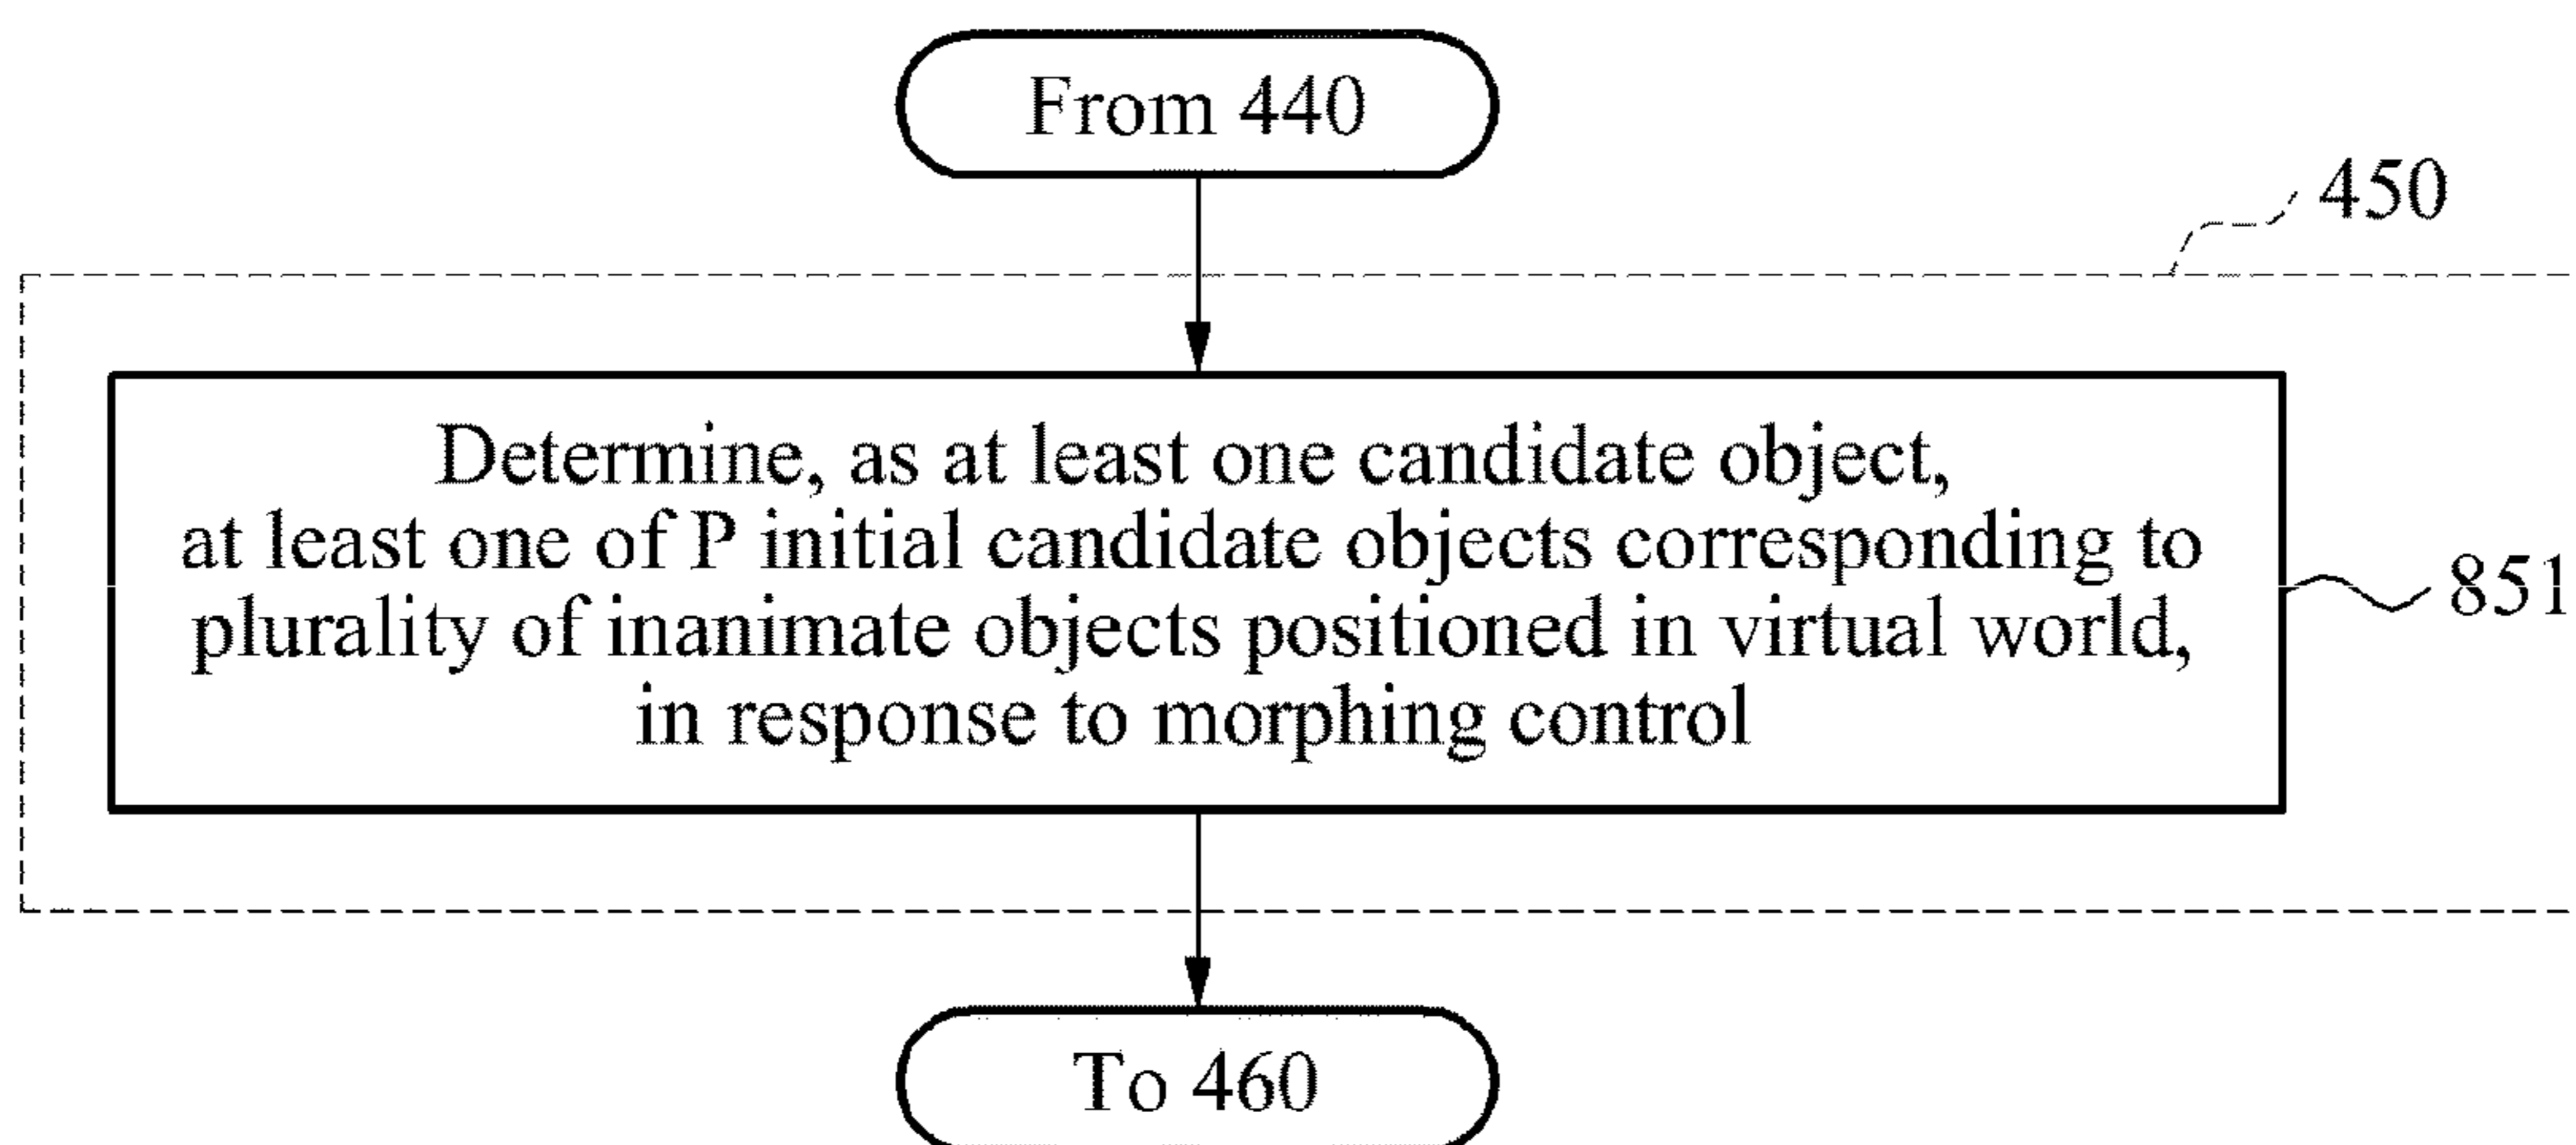 From 440
450
Determine, as at least one candidate object,
at least one of P initial candidate objects corresponding to
plurality of inanimate objects positioned in virtual world,
in response to morphing control
851
To 460